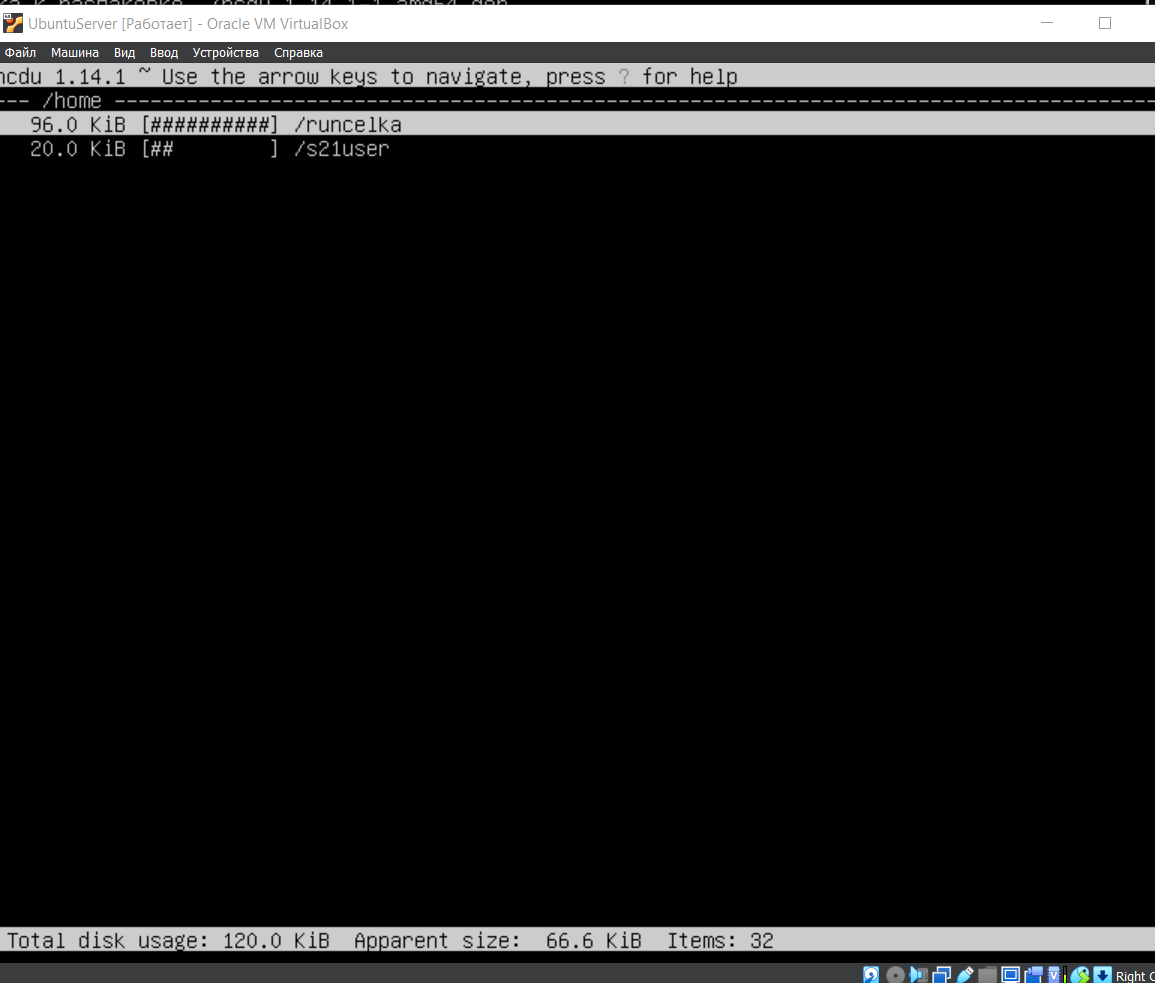 UbuntuServer [Работает] - Oracle VM VirtualBox
Файл Машина Вид Ввод Устройства Справка
ncdu 1.14.1 ~ Use the arrow keys to navigate, press ? for help
--- /home ----------------------------------------------------------------------------------------
96.0 KiB [##########] /runcelka
20.0 KiB [##        ] /s21user
Total disk usage: 120.0 KiB  Apparent size:  66.6 KiB  Items: 32
Right C